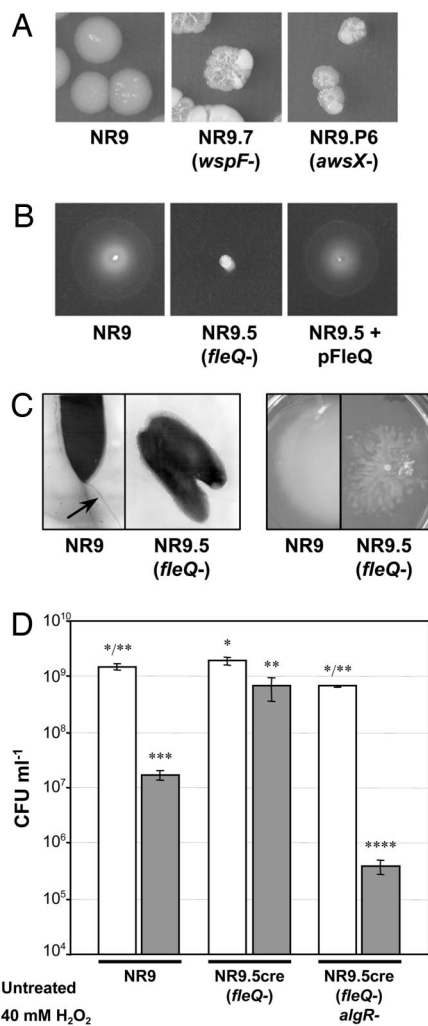 A
NR9 NR9.7 NR9.P6
(wspF-) (awsX-)
B
NR9 NR9.5 NR9.5 +
(fleQ-) pFleQ
C
NR9 NR9.5 NR9 NR9.5
(fleQ-) (fleQ-)
D
10¹⁰
10⁹
10⁸
10⁷
10⁶
10⁵
10⁴
CFU ml⁻¹
*/** *** * ** */** ****
Untreated
40 mM H₂O₂
NR9 NR9.5cre NR9.5cre
(fleQ-) (fleQ-)
algR-